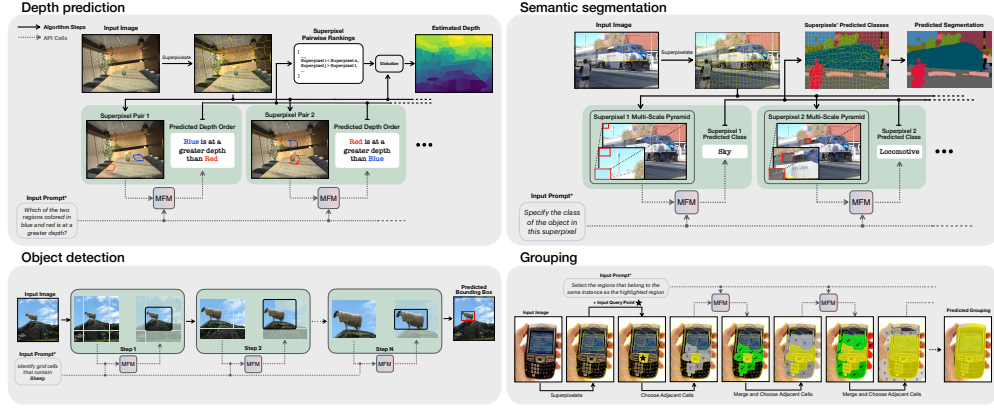 Depth prediction
Algorithm Steps
API Calls
Input Image
Superpixelate
Superpixel
Pairwise Rankings
Globalize
Estimated Depth
Superpixel Pair 1
Predicted Depth Order
Blue is at a
greater depth
than Red
Superpixel Pair 2
Predicted Depth Order
Red is at a
greater depth
than Blue
MFM
MFM
Input Prompt*
Which of the two
regions colored in
blue and red is at a
greater depth?
Semantic segmentation
Input Image
Superpixelate
Superpixels' Predicted Classes
Predicted Segmentation
Superpixel 1 Multi-Scale Pyramid
Superpixel 1
Predicted Class
Sky
Superpixel 2 Multi-Scale Pyramid
Superpixel 2
Predicted Class
Locomotive
MFM
MFM
Input Prompt*
Specify the class
of the object in
this superpixel
Object detection
Input Image
Predicted
Bounding Box
Step 1
Step 2
Step N
MFM
MFM
MFM
Input Prompt*
Identify grid cells
that contain
Sheep
Grouping
Input Prompt*
Select the regions that belong to the
same instance as the highlighted region
+ Input Query Point ★
MFM
MFM
Input Image
Predicted Grouping
Superpixelate
Choose Adjacent Cells
Merge and Choose Adjacent Cells
Merge and Choose Adjacent Cells